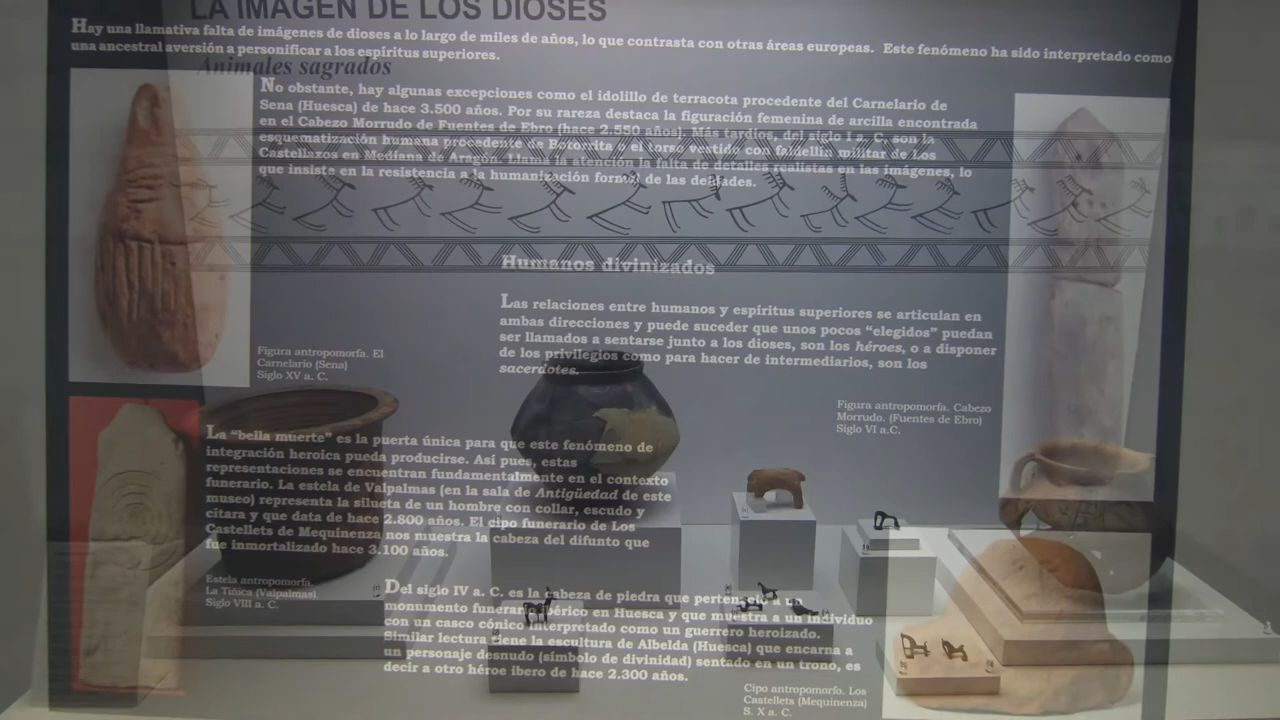 LA IMAGEN DE LOS DIOSES
Hay una llamativa falta de imágenes de dioses a lo largo de miles de años, lo que contrasta con otras áreas europeas. Este fenómeno ha sido interpretado como
una ancestral aversión a personificar a los espíritus superiores.
Animales sagrados
No obstante, hay algunas excepciones como el idolillo de terracota procedente del Carnelario de
Sena (Huesca) de hace 3.500 años. Por su rareza destaca la figuración femenina de arcilla encontrada
en el Cabezo Morrudo de Fuentes de Ebro (hace 2.550 años). Más tardíos, del siglo I a. C. son la
esquematización humana procedente de Botorrita y el torso vestido con faldellín militar de Los
Castellazos en Mediana de Aragón. Llama la atención la falta de detalles realistas en las imágenes, lo
que insiste en la resistencia a la humanización formal de las deidades.
Humanos divinizados
Las relaciones entre humanos y espíritus superiores se articulan en
ambas direcciones y puede suceder que unos pocos “elegidos” puedan
ser llamados a sentarse junto a los dioses, son los héroes, o a disponer
de los privilegios como para hacer de intermediarios, son los
sacerdotes.
Figura antropomorfa. El
Carnelario (Sena)
Siglo XV a. C.
Figura antropomorfa. Cabezo
Morrudo. (Fuentes de Ebro)
Siglo VI a.C.
La “bella muerte” es la puerta única para que este fenómeno de
integración heroica pueda producirse. Así pues, estas
representaciones se encuentran fundamentalmente en el contexto
funerario. La estela de Valpalmas (en la sala de Antigüedad de este
museo) representa la silueta de un hombre con collar, escudo y
cítara y que data de hace 2.800 años. El cipo funerario de Los
Castellets de Mequinenza nos muestra la cabeza del difunto que
fue inmortalizado hace 3.100 años.
Estela antropomorfa.
La Tiñica (Valpalmas).
Siglo VIII a. C.
Del siglo IV a. C. es la cabeza de piedra que perteneció a un
monumento funerario ibérico en Huesca y que muestra a un individuo
con un casco cónico interpretado como un guerrero heroizado.
Similar lectura tiene la escultura de Albelda (Huesca) que encarna a
un personaje desnudo (símbolo de divinidad) sentado en un trono, es
decir a otro héroe ibero de hace 2.300 años.
Cipo antropomorfo. Los
Castellets (Mequinenza)
S. X a. C.